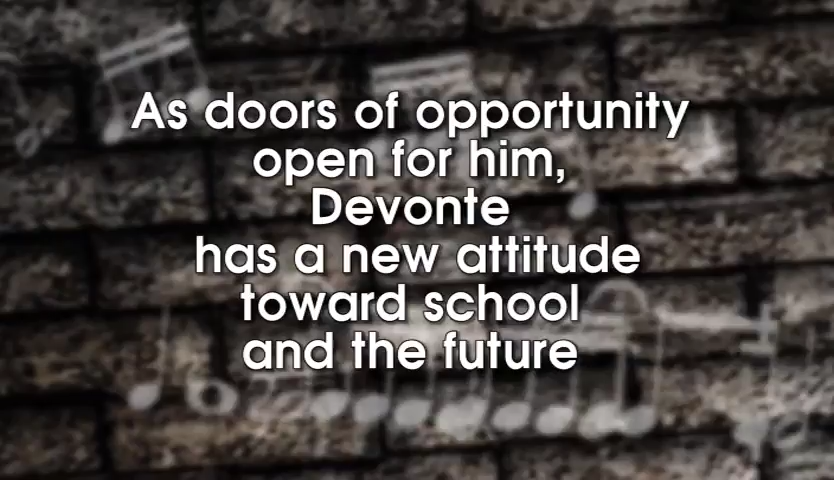 As doors of opportunity
open for him,
Devonte
has a new attitude
toward school
and the future